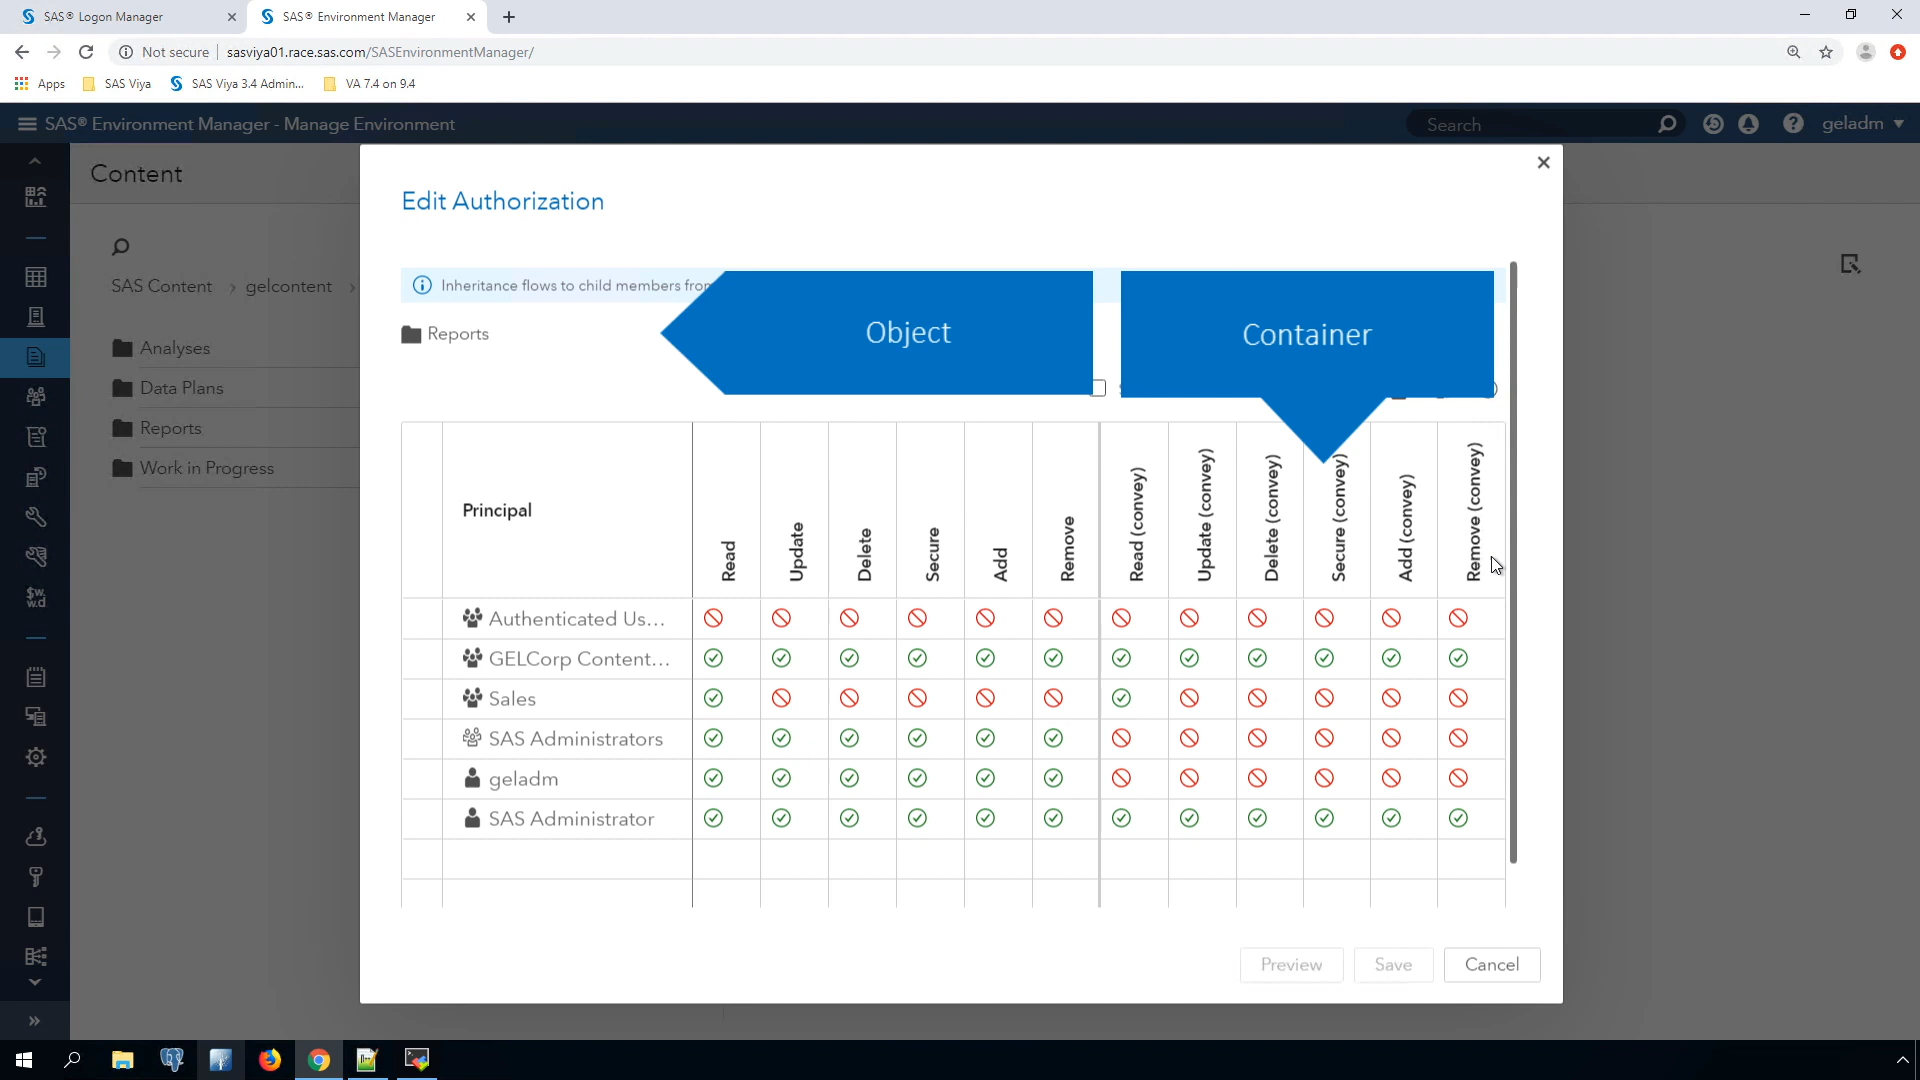 SAS® Logon Manager
SAS® Environment Manager
Not secure
sasviya01.race.sas.com/SASEnvironmentManager/
Apps
SAS Viya
SAS Viya 3.4 Admin...
VA 7.4 on 9.4
SAS® Environment Manager - Manage Environment
Search
geladm
Content
SAS Content
gelcontent
Analyses
Data Plans
Reports
Work in Progress
Edit Authorization
Inheritance flows to child members from
Reports
Object
Container
Principal
Read
Update
Delete
Secure
Add
Remove
Read (convey)
Update (convey)
Delete (convey)
Secure (convey)
Add (convey)
Remove (convey)
Authenticated Us...
GELCorp Content...
Sales
SAS Administrators
geladm
SAS Administrator
Preview
Save
Cancel